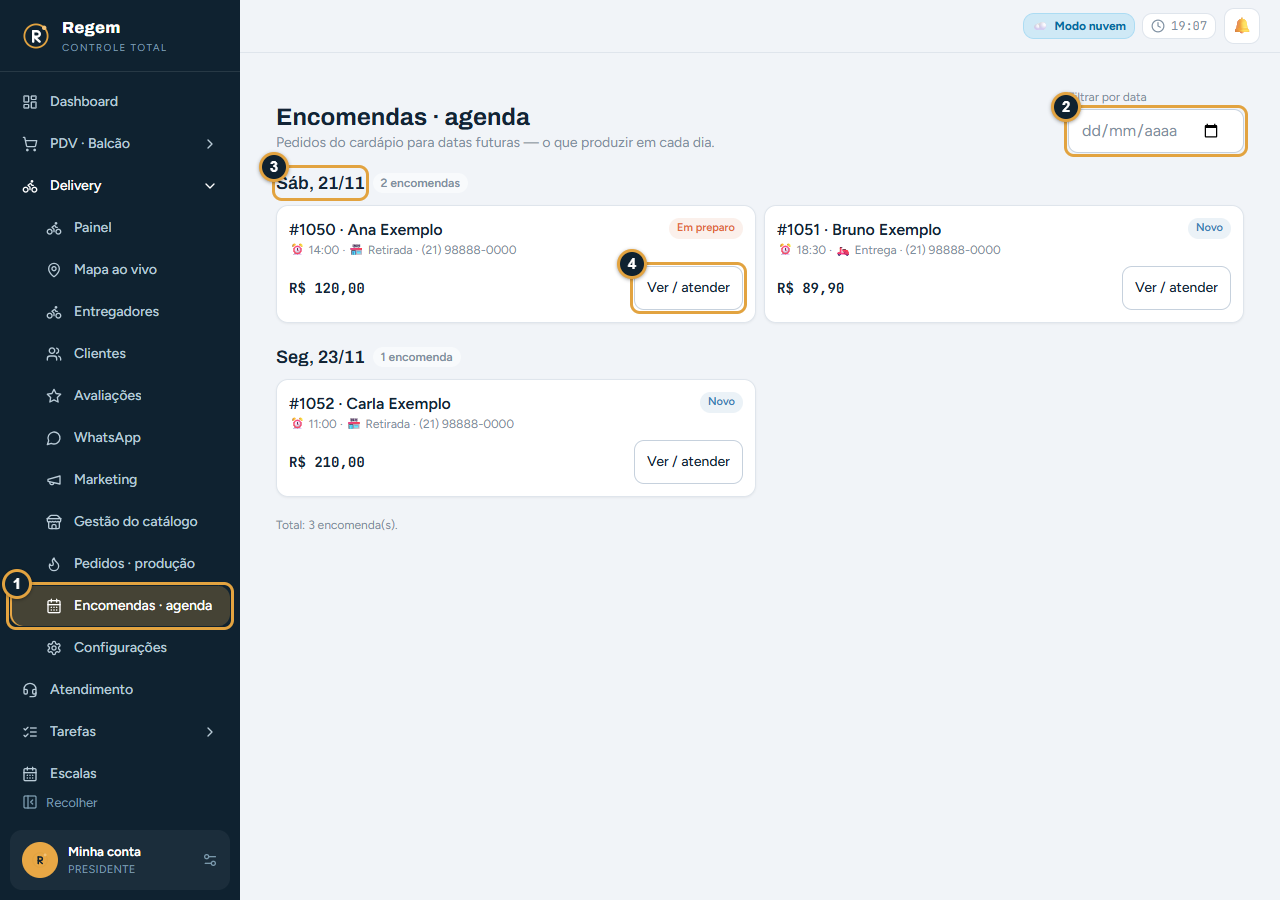 Regem
CONTROLE TOTAL
Dashboard
PDV · Balcão
Delivery
Painel
Mapa ao vivo
Entregadores
Clientes
Avaliações
WhatsApp
Marketing
Gestão do catálogo
Pedidos · produção
1
Encomendas · agenda
Configurações
Atendimento
Tarefas
Escalas
Recolher
R
Minha conta
PRESIDENTE
Modo nuvem
19:07
Encomendas · agenda
Pedidos do cardápio para datas futuras — o que produzir em cada dia.
2
por data
dd/mm/aaaa
3
Sáb, 21/11
2 encomendas
#1050 · Ana Exemplo
Em preparo
14:00 · Retirada · (21) 98888-0000
R$ 120,00
4
Ver / atender
#1051 · Bruno Exemplo
Novo
18:30 · Entrega · (21) 98888-0000
R$ 89,90
Ver / atender
Seg, 23/11
1 encomenda
#1052 · Carla Exemplo
Novo
11:00 · Retirada · (21) 98888-0000
R$ 210,00
Ver / atender
Total: 3 encomenda(s).